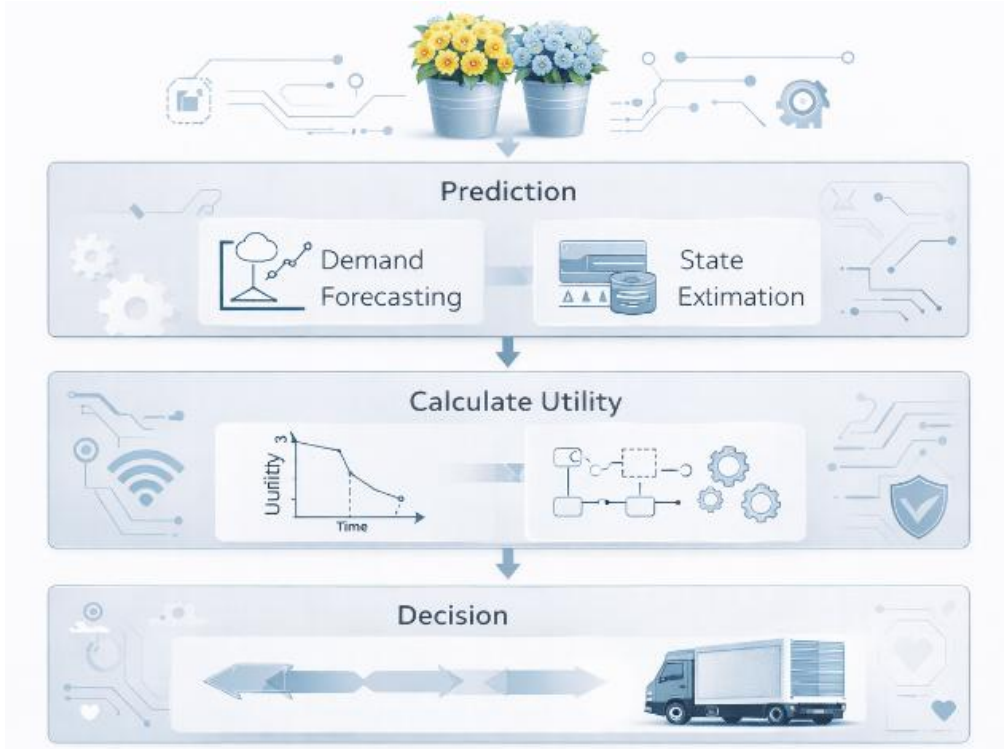 Prediction
Demand
Forecasting
State
Extimation
Calculate Utility
3
Uunlity
Time
Decision